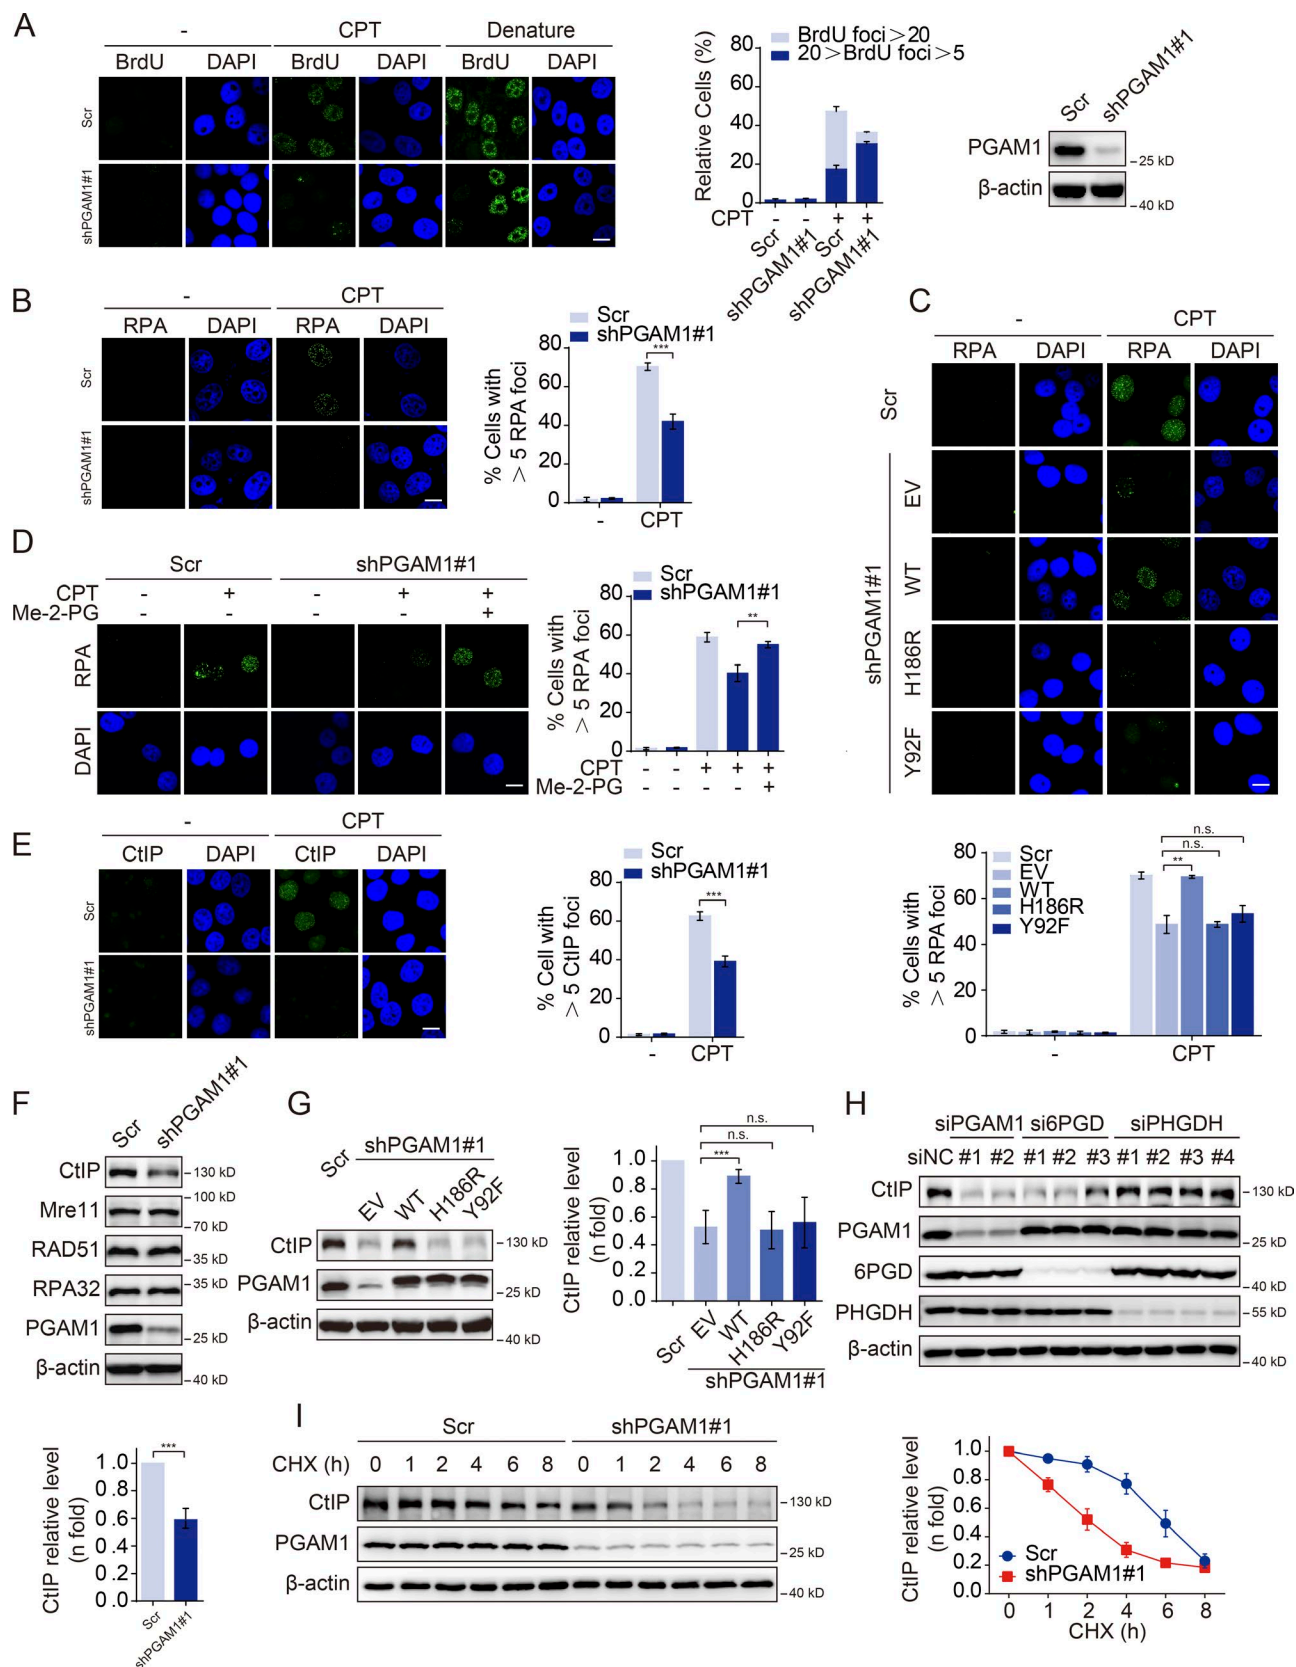 A
- CPT Denature
BrdU DAPI BrdU DAPI BrdU DAPI
Scr
shPGAM1#1
BrdU foci＞20
20＞BrdU foci＞5
Relative Cells (%)
80
60
40
20
0
CPT - - + +
Scr shPGAM1#1 Scr shPGAM1#1
Scr shPGAM1#1
PGAM1 25 kD
β-actin 40 kD
B
- CPT
RPA DAPI RPA DAPI
Scr
shPGAM1#1
Scr
shPGAM1#1
% Cells with
＞5 RPA foci
80
60
40
20
0
***
- CPT
C
- CPT
RPA DAPI RPA DAPI
Scr
EV
WT
H186R
Y92F
shPGAM1#1
D
Scr shPGAM1#1
CPT - + - + +
Me-2-PG - - - - +
RPA
DAPI
Scr
shPGAM1#1
% Cells with
＞5 RPA foci
80
60
40
20
0
**
CPT - - + + +
Me-2-PG - - - - +
n.s.
n.s.
**
Scr
EV
WT
H186R
Y92F
% Cells with
＞5 RPA foci
80
60
40
20
0
- CPT
E
- CPT
CtIP DAPI CtIP DAPI
Scr
shPGAM1#1
Scr
shPGAM1#1
% Cell with
＞5 CtIP foci
80
60
40
20
0
***
- CPT
F
Scr shPGAM1#1
CtIP 130 kD
Mre11 100 kD
70 kD
RAD51 35 kD
RPA32 35 kD
PGAM1 25 kD
β-actin 40 kD
CtIP relative level
(n fold)
1.0
0.8
0.6
0.4
0.2
0.0
***
Scr shPGAM1#1
G
shPGAM1#1
Scr EV WT H186R Y92F
CtIP 130 kD
PGAM1 25 kD
β-actin 40 kD
CtIP relative level
(n fold)
1.0
0.8
0.6
0.4
0.2
0.0
n.s.
n.s.
***
Scr EV WT H186R Y92F
shPGAM1#1
H
siPGAM1 si6PGD siPHGDH
siNC #1 #2 #1 #2 #3 #1 #2 #3 #4
CtIP 130 kD
PGAM1 25 kD
6PGD 40 kD
PHGDH 55 kD
β-actin 40 kD
I
Scr shPGAM1#1
CHX (h) 0 1 2 4 6 8 0 1 2 4 6 8
CtIP 130 kD
PGAM1 25 kD
β-actin 40 kD
CtIP relative level
(n fold)
1.0
0.8
0.6
0.4
0.2
0.0
Scr
shPGAM1#1
0 1 2 4 6 8
CHX (h)